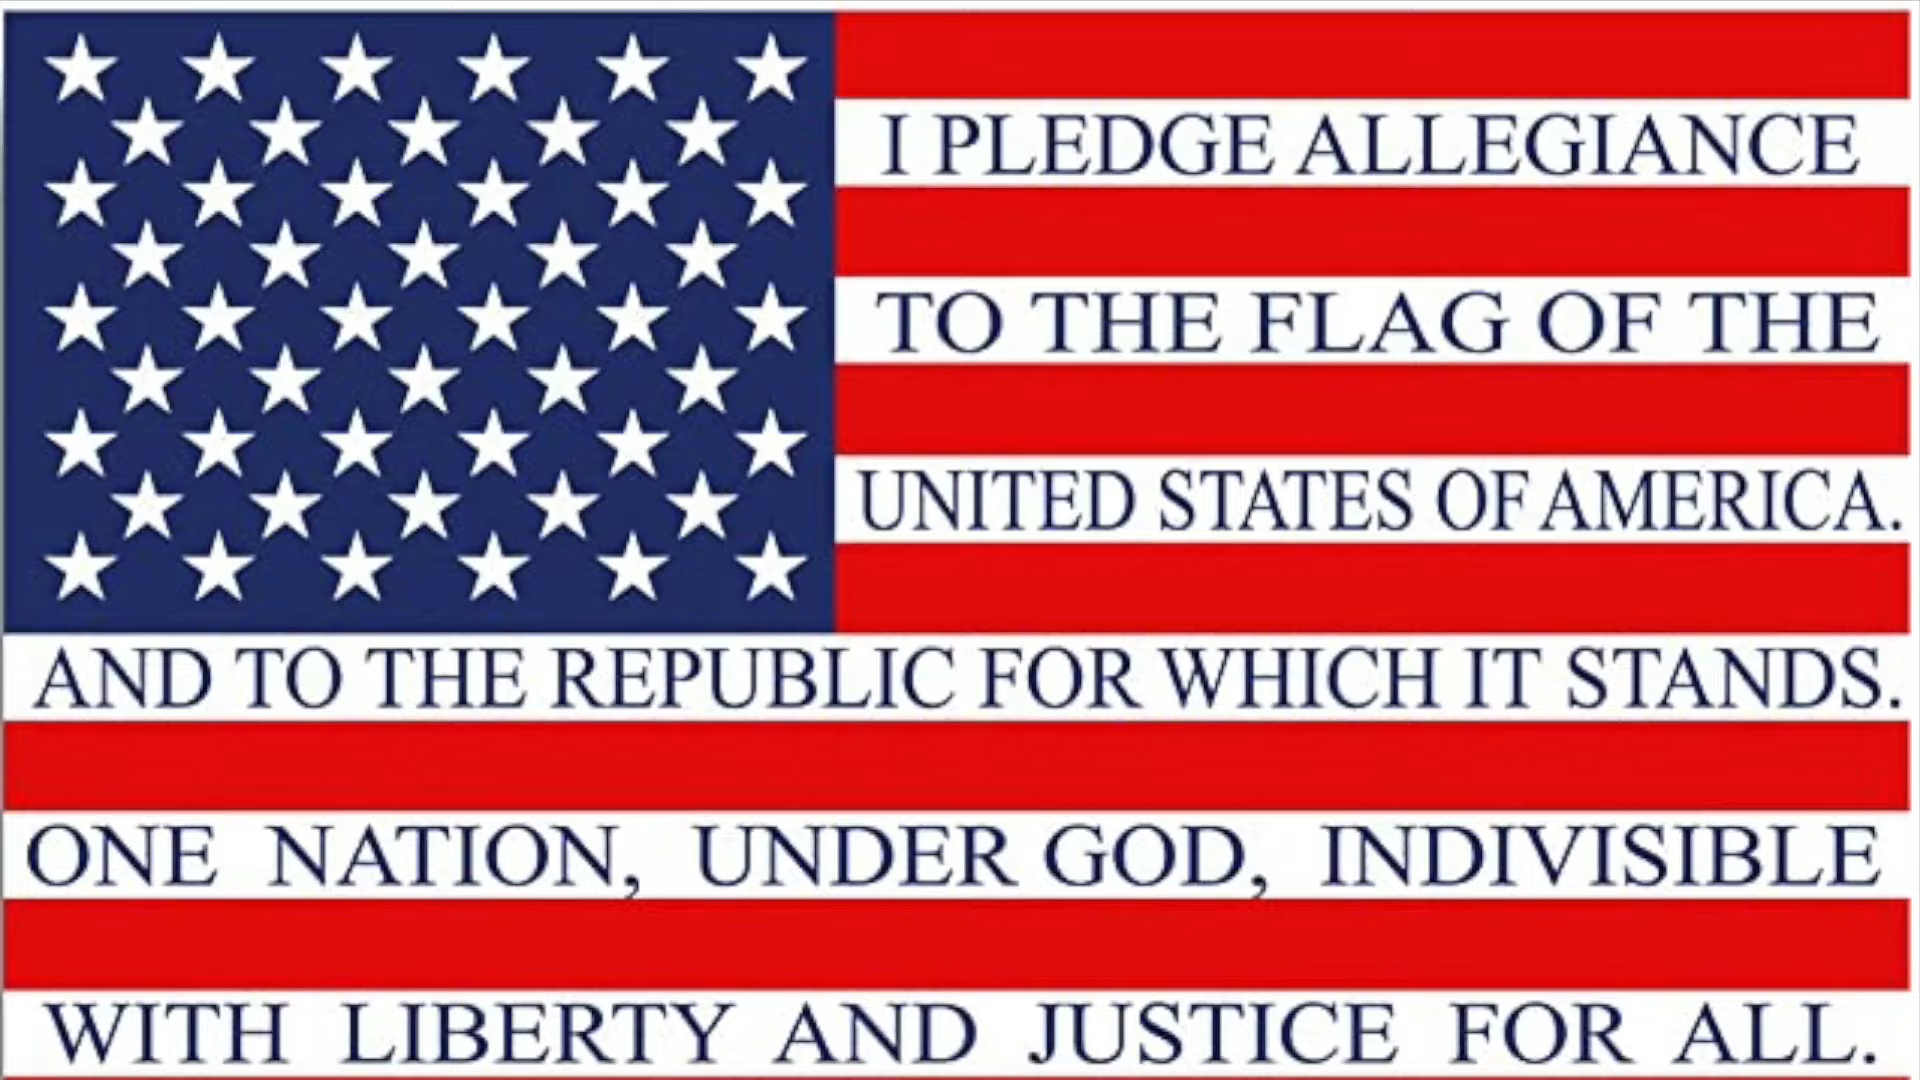 I PLEDGE ALLEGIANCE
TO THE FLAG OF THE
UNITED STATES OF AMERICA.
AND TO THE REPUBLIC FOR WHICH IT STANDS.
ONE NATION, UNDER GOD, INDIVISIBLE
WITH LIBERTY AND JUSTICE FOR ALL.